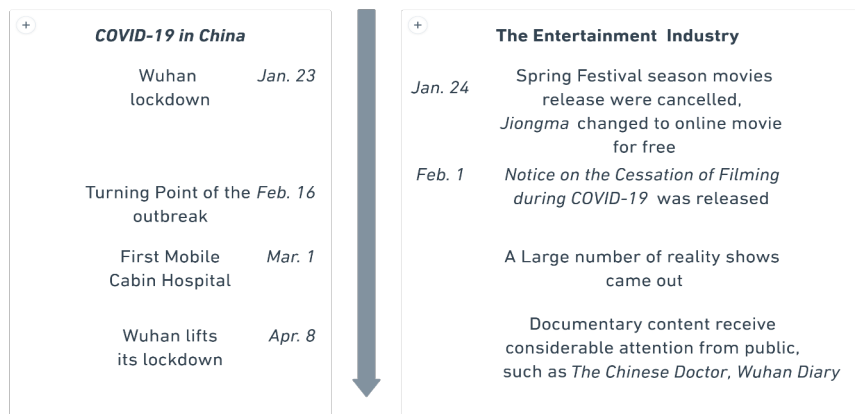 COVID-19 in China
Wuhan Jan. 23
lockdown
Turning Point of the Feb. 16
outbreak
First Mobile Mar. 1
Cabin Hospital
Wuhan lifts Apr. 8
its lockdown
The Entertainment Industry
Jan. 24 Spring Festival season movies
release were cancelled,
Jiongma changed to online movie
for free
Feb. 1 Notice on the Cessation of Filming
during COVID-19 was released
A Large number of reality shows
came out
Documentary content receive
considerable attention from public,
such as The Chinese Doctor, Wuhan Diary